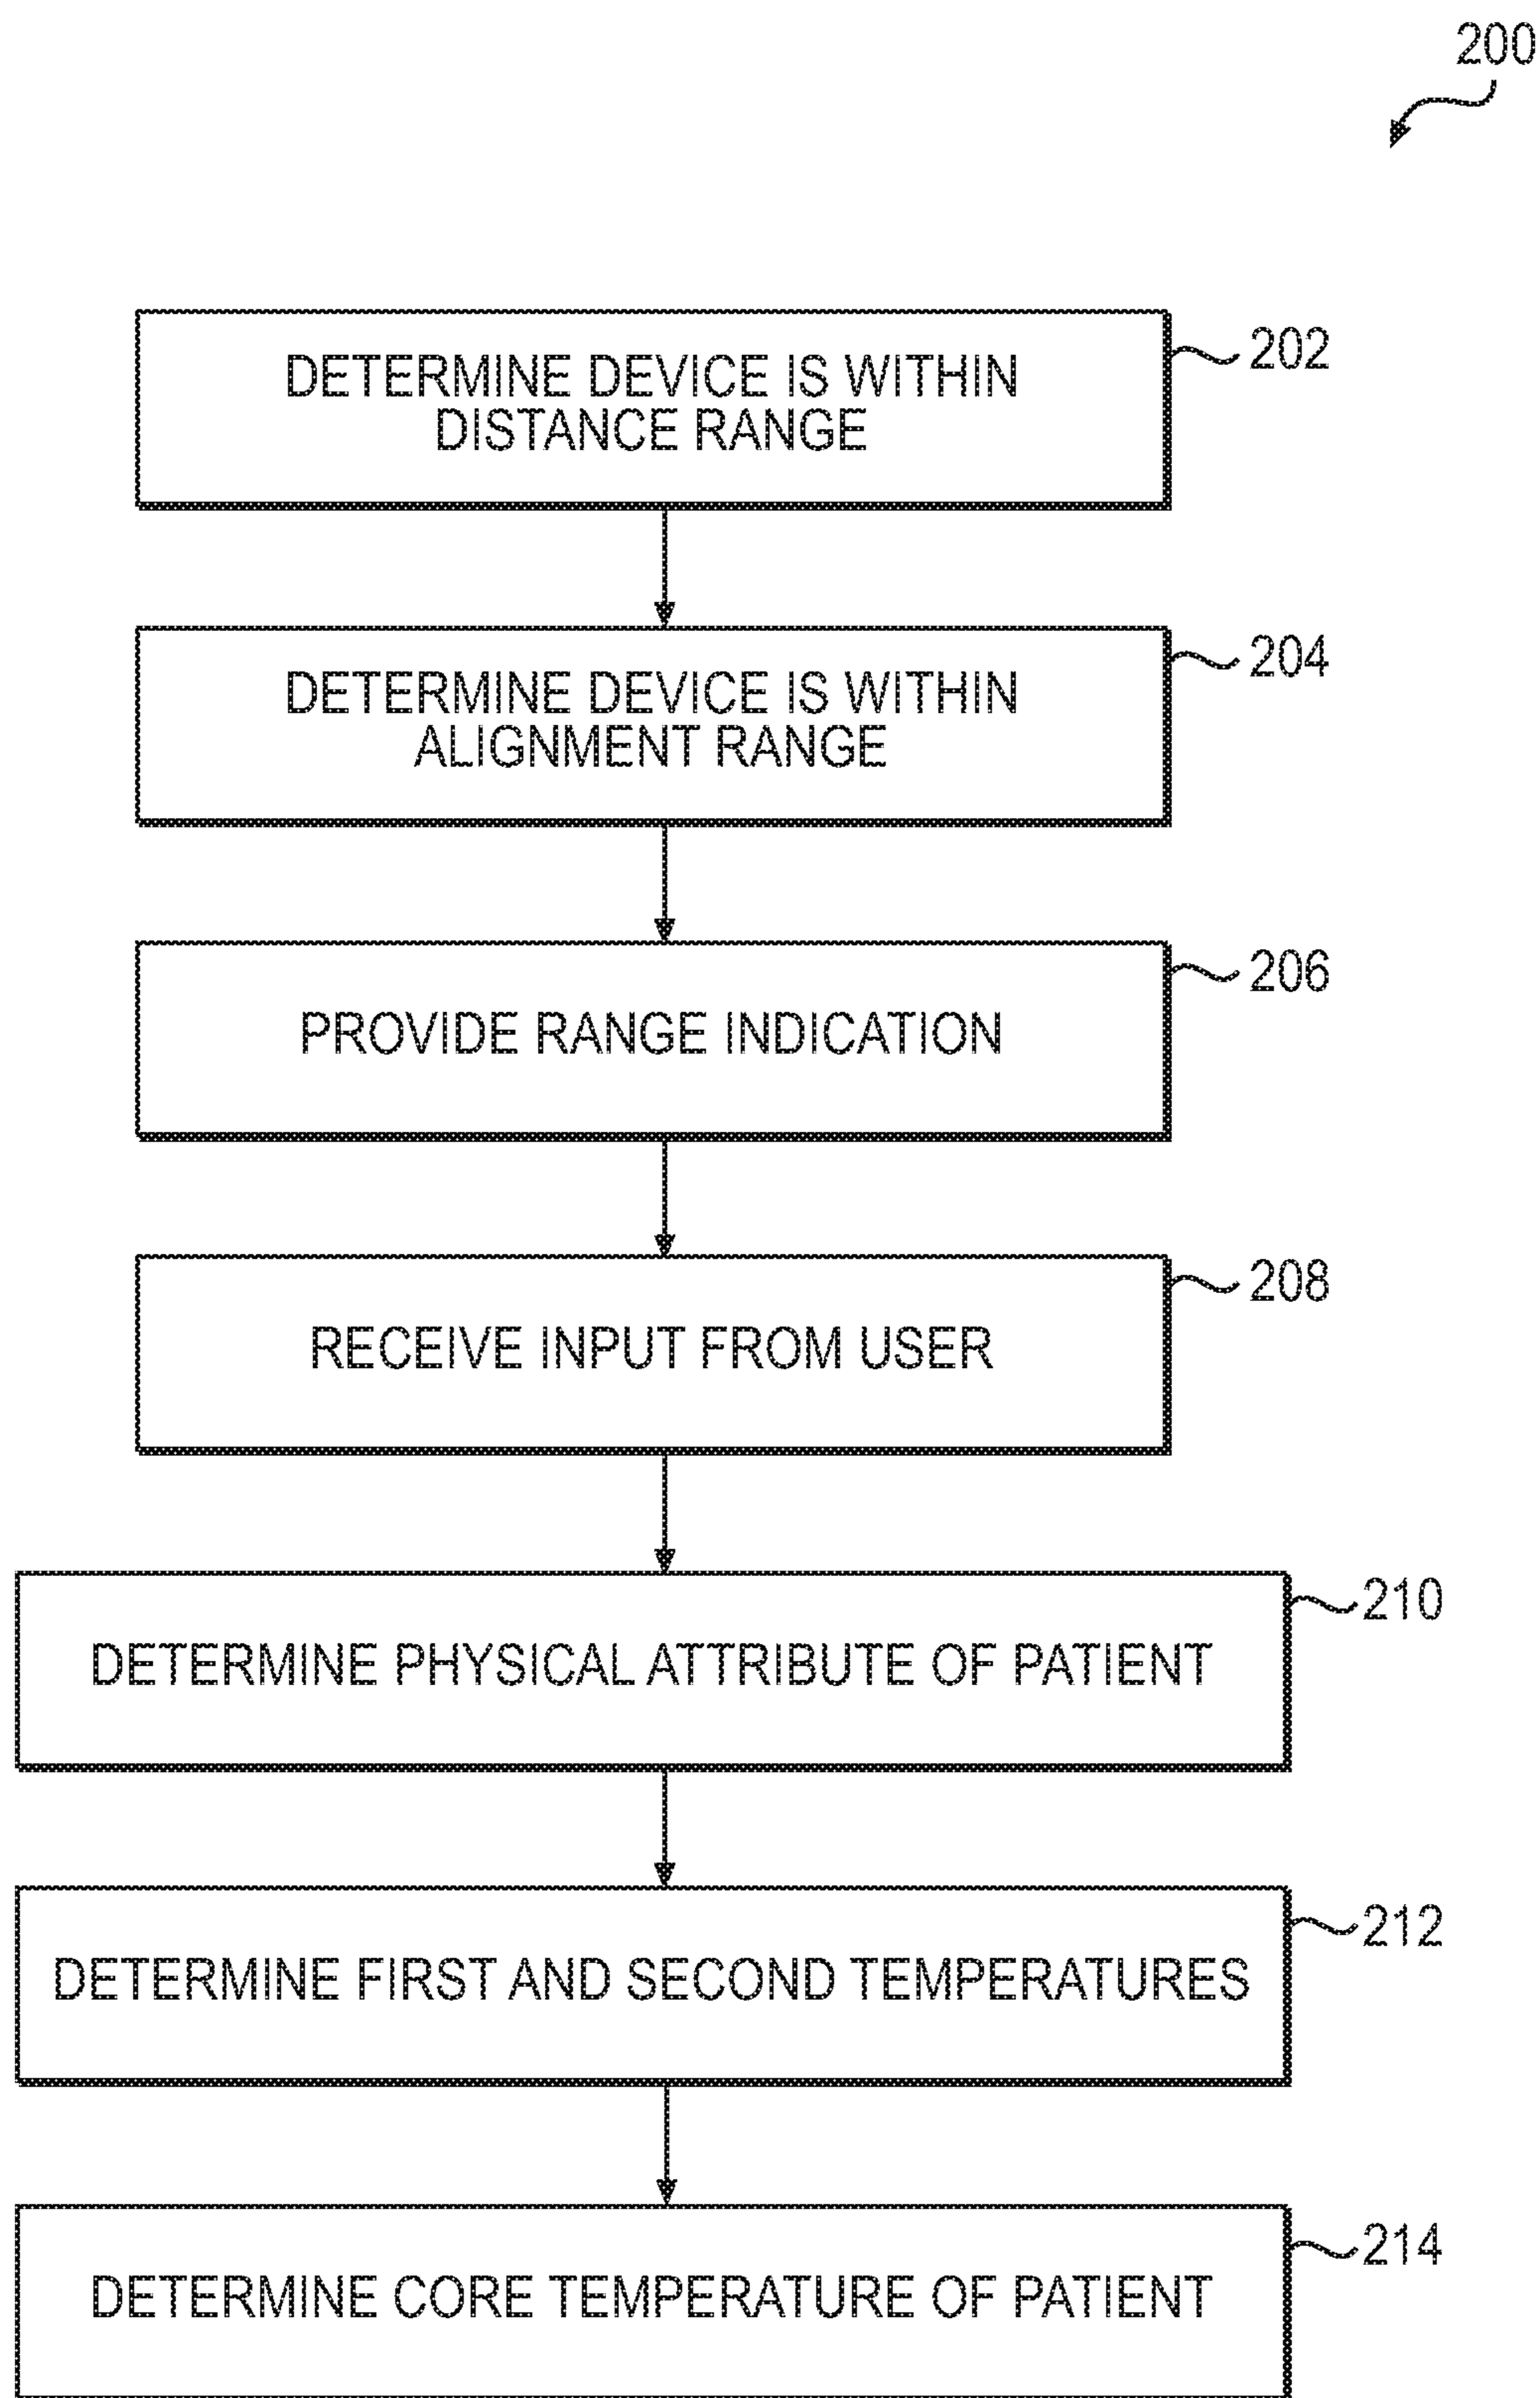 200
DETERMINE DEVICE IS WITHIN
DISTANCE RANGE
202
DETERMINE DEVICE IS WITHIN
ALIGNMENT RANGE
204
PROVIDE RANGE INDICATION
206
RECEIVE INPUT FROM USER
208
DETERMINE PHYSICAL ATTRIBUTE OF PATIENT
210
DETERMINE FIRST AND SECOND TEMPERATURES
212
DETERMINE CORE TEMPERATURE OF PATIENT
214